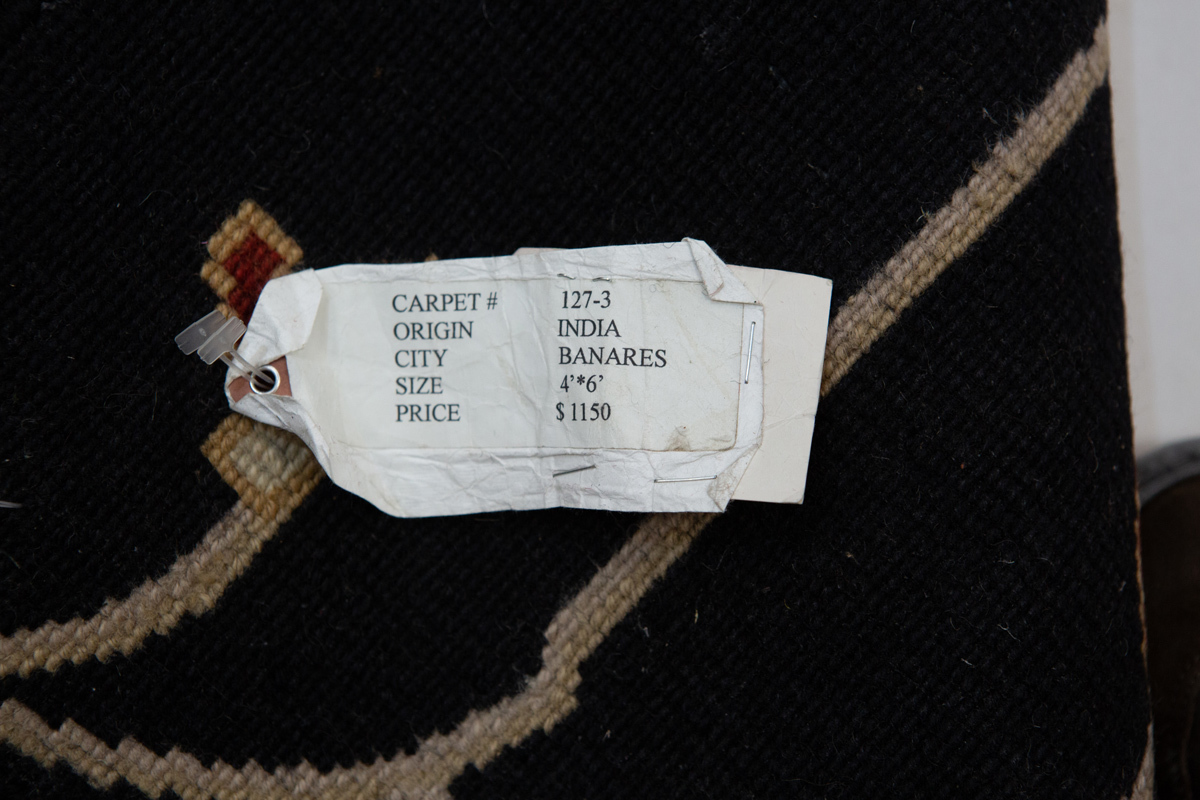 CARPET # 127-3
ORIGIN INDIA
CITY BANARES
SIZE 4'*6'
PRICE $1150